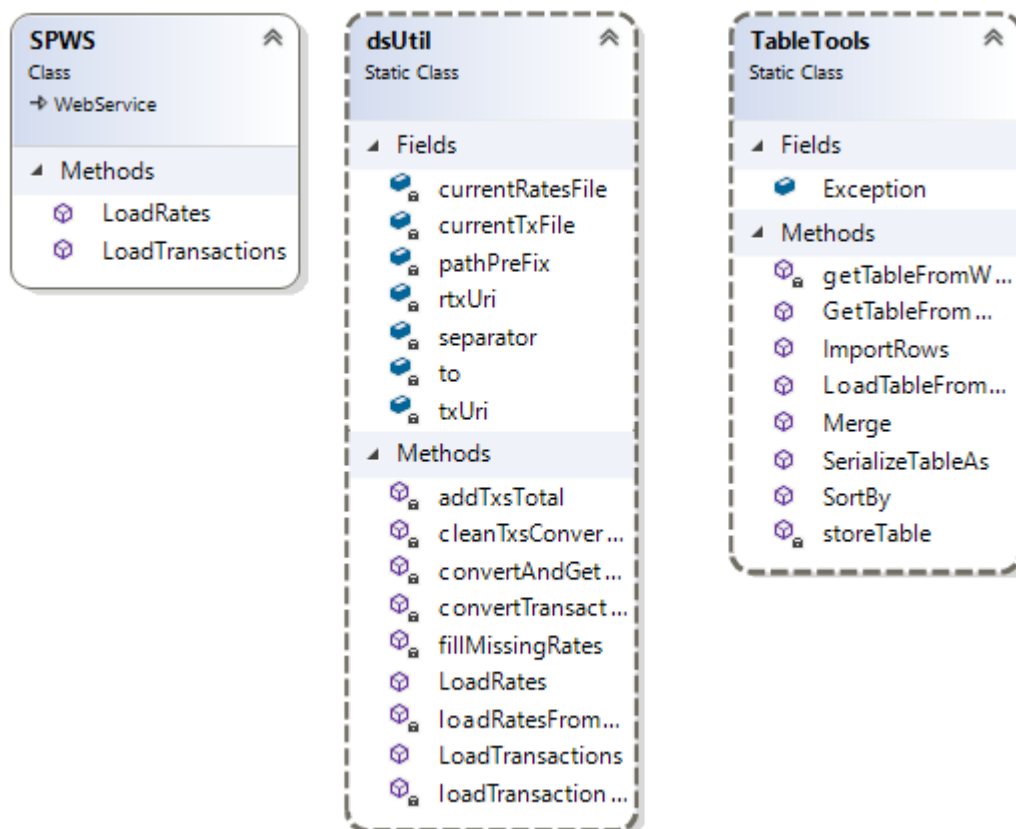 SPWS
Class
WebService
Methods
LoadRates
LoadTransactions
dsUtil
Static Class
Fields
currentRatesFile
currentTxFile
pathPreFix
rtxUri
separator
to
txUri
Methods
addTxsTotal
cleanTxsConver...
convertAndGet...
convertTransact...
fillMissingRates
LoadRates
loadRatesFrom...
LoadTransactions
loadTransaction...
TableTools
Static Class
Fields
Exception
Methods
getTableFromW...
GetTableFrom...
ImportRows
LoadTableFrom...
Merge
SerializeTableAs
SortBy
storeTable